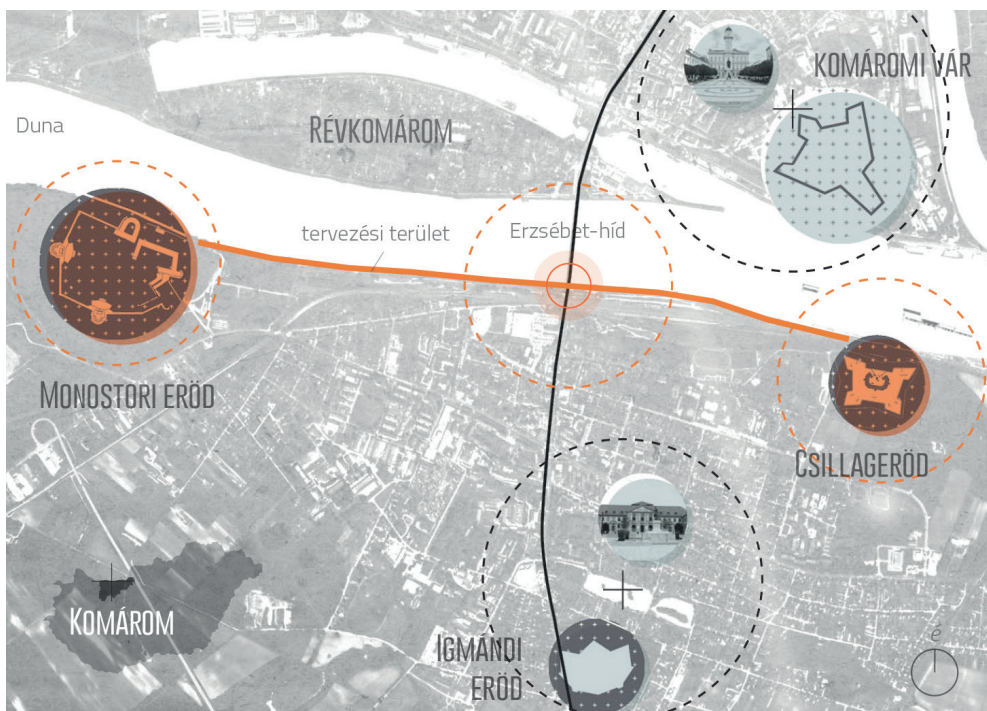 KOMÁROMI VÁR
Duna
RÉVKOMÁROM
tervezési terület
Erzsébet-híd
MONOSTORI ERŐD
CSILLAGERŐD
KOMÁROM
IGMÁNDI
ERŐD
é